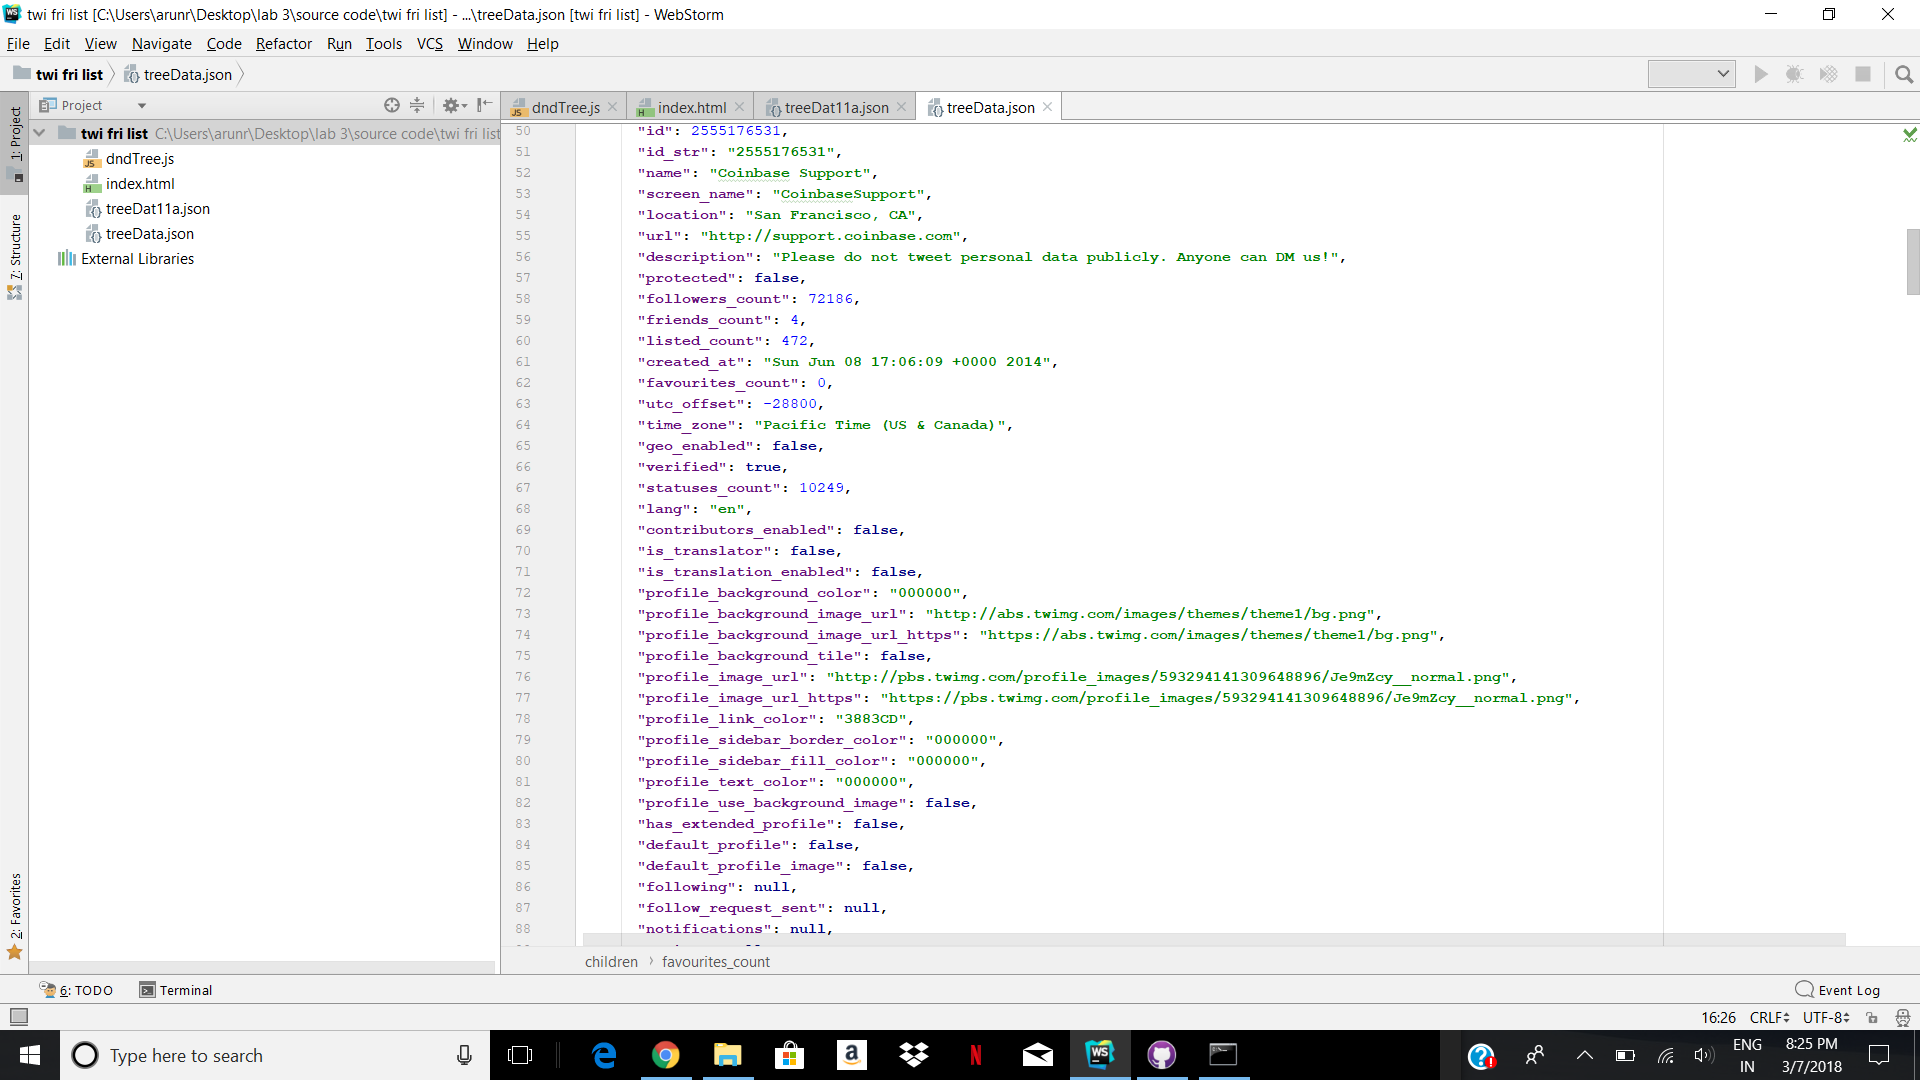 twi fri list [C:\Users\arunr\Desktop\lab 3\source code\twi fri list] - ...\treeData.json [twi fri list] - WebStorm
File Edit View Navigate Code Refactor Run Tools VCS Window Help
twi fri list treeData.json
Project
dndTree.js index.html treeDat11a.json treeData.json
1: Project
7: Structure
2: Favorites
twi fri list C:\Users\arunr\Desktop\lab 3\source code\twi fri list
dndTree.js
index.html
treeDat11a.json
treeData.json
External Libraries
50 "id": 2555176531,
51 "id_str": "2555176531",
52 "name": "Coinbase Support",
53 "screen_name": "CoinbaseSupport",
54 "location": "San Francisco, CA",
55 "url": "http://support.coinbase.com",
56 "description": "Please do not tweet personal data publicly. Anyone can DM us!",
57 "protected": false,
58 "followers_count": 72186,
59 "friends_count": 4,
60 "listed_count": 472,
61 "created_at": "Sun Jun 08 17:06:09 +0000 2014",
62 "favourites_count": 0,
63 "utc_offset": -28800,
64 "time_zone": "Pacific Time (US & Canada)",
65 "geo_enabled": false,
66 "verified": true,
67 "statuses_count": 10249,
68 "lang": "en",
69 "contributors_enabled": false,
70 "is_translator": false,
71 "is_translation_enabled": false,
72 "profile_background_color": "000000",
73 "profile_background_image_url": "http://abs.twimg.com/images/themes/theme1/bg.png",
74 "profile_background_image_url_https": "https://abs.twimg.com/images/themes/theme1/bg.png",
75 "profile_background_tile": false,
76 "profile_image_url": "http://pbs.twimg.com/profile_images/593294141309648896/Je9mZcy__normal.png",
77 "profile_image_url_https": "https://pbs.twimg.com/profile_images/593294141309648896/Je9mZcy__normal.png",
78 "profile_link_color": "3883CD",
79 "profile_sidebar_border_color": "000000",
80 "profile_sidebar_fill_color": "000000",
81 "profile_text_color": "000000",
82 "profile_use_background_image": false,
83 "has_extended_profile": false,
84 "default_profile": false,
85 "default_profile_image": false,
86 "following": null,
87 "follow_request_sent": null,
88 "notifications": null,
children › favourites_count
6: TODO Terminal Event Log
16:26 CRLF UTF-8
Type here to search
ENG
IN
8:25 PM
3/7/2018